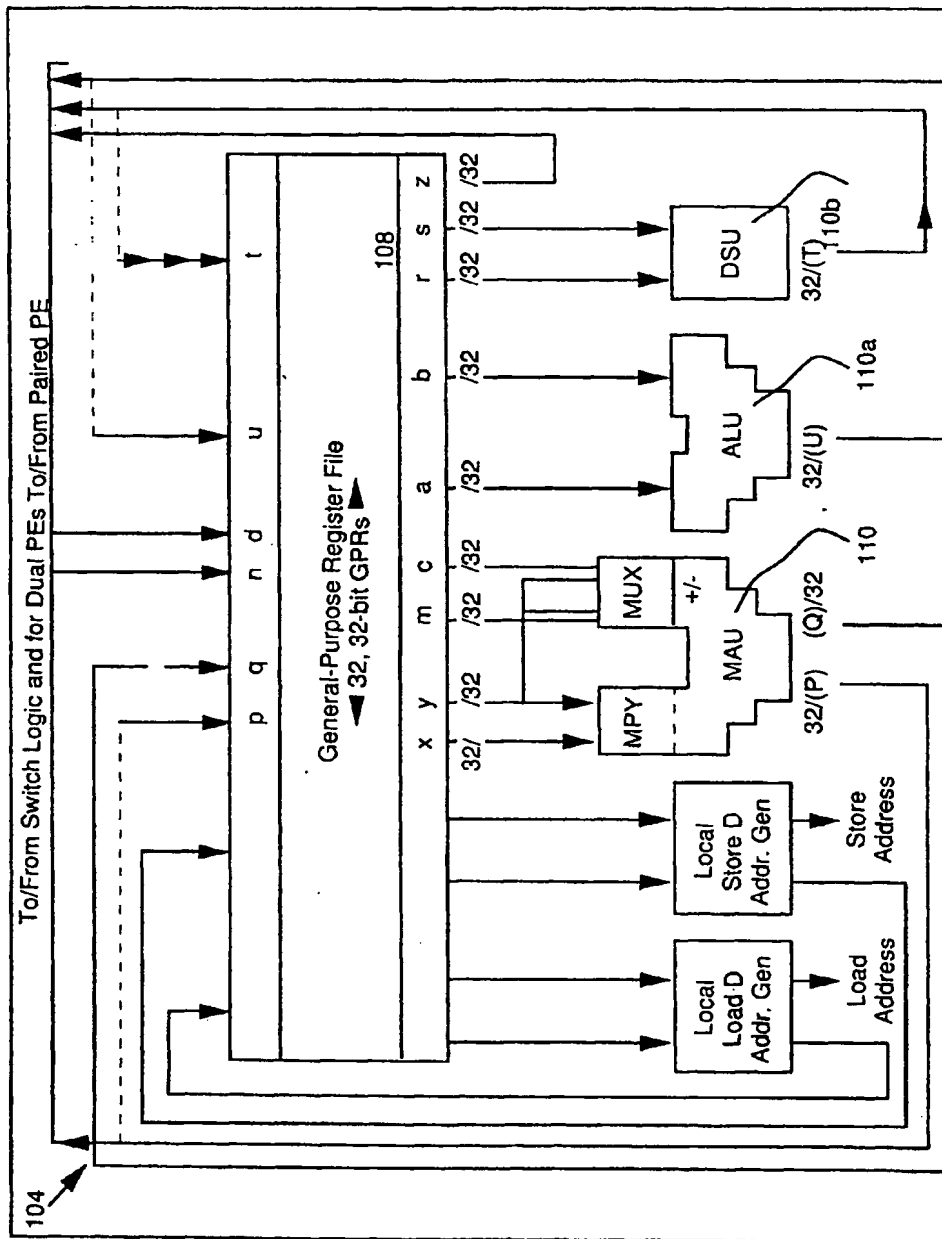 To/From Switch Logic and for Dual PEs To/From Paired PE
104
p
q
n
d
u
t
General-Purpose Register File
32, 32-bit GPRs
108
x
y
m
c
a
b
r
s
z
32/
/32
/32
/32
/32
/32
/32
/32
/32
Local
Load D
Addr. Gen
Local
Store D
Addr. Gen
MPY
MUX
+/-
MAU
ALU
DSU
Load
Address
Store
Address
32/(P)
(Q)/32
110
32/(U)
110a
32/(T)
110b